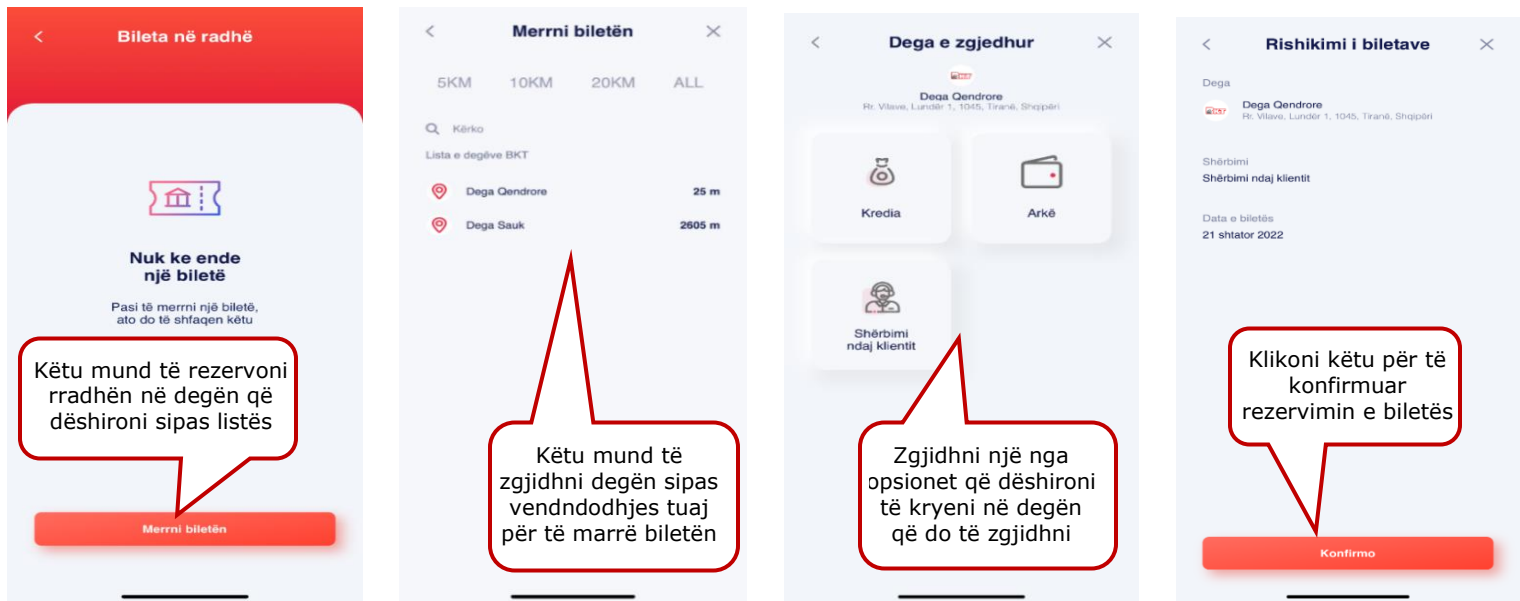 Bileta në radhë
Nuk ke ende
një biletë
Pasi të merrni një biletë,
ato do të shfaqen këtu
Këtu mund të rezervoni
rradhën në degën që
dëshironi sipas listës
Merrni biletën
Merrni biletën
5KM 10KM 20KM ALL
Kërko
Lista e degëve BKT
Dega Qendrore 25 m
Dega Sauk 2605 m
Këtu mund të
zgjidhni degën sipas
vendndodhjes tuaj
për të marrë biletën
Dega e zgjedhur
Dega Qendrore
Rr. Vilave, Lundër 1, 1045, Tiranë, Shqipëri
Kredia
Arkë
Shërbimi
ndaj klientit
Zgjidhni një nga
opsionet që dëshironi
të kryeni në degën
që do të zgjidhni
Rishikimi i biletave
Dega
Dega Qendrore
Rr. Vilave, Lundër 1, 1045, Tiranë, Shqipëri
Shërbimi
Shërbimi ndaj klientit
Data e biletës
21 shtator 2022
Klikoni këtu për të
konfirmuar
rezervimin e biletës
Konfirmo